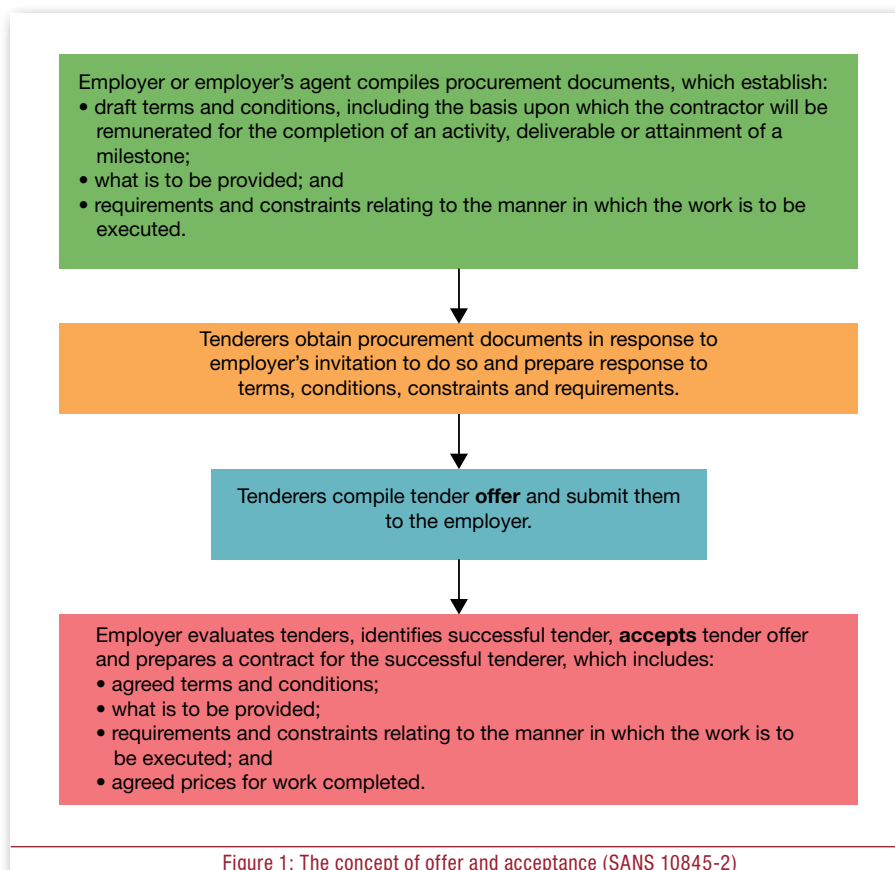 Employer or employer’s agent compiles procurement documents, which establish:
• draft terms and conditions, including the basis upon which the contractor will be
remunerated for the completion of an activity, deliverable or attainment of a
milestone;
• what is to be provided; and
• requirements and constraints relating to the manner in which the work is to be
executed.
Tenderers obtain procurement documents in response to
employer’s invitation to do so and prepare response to
terms, conditions, constraints and requirements.
Tenderers compile tender offer and submit them
to the employer.
Employer evaluates tenders, identifies successful tender, accepts tender offer
and prepares a contract for the successful tenderer, which includes:
• agreed terms and conditions;
• what is to be provided;
• requirements and constraints relating to the manner in which the work is to
be executed; and
• agreed prices for work completed.
Figure 1: The concept of offer and acceptance (SANS 10845-2)